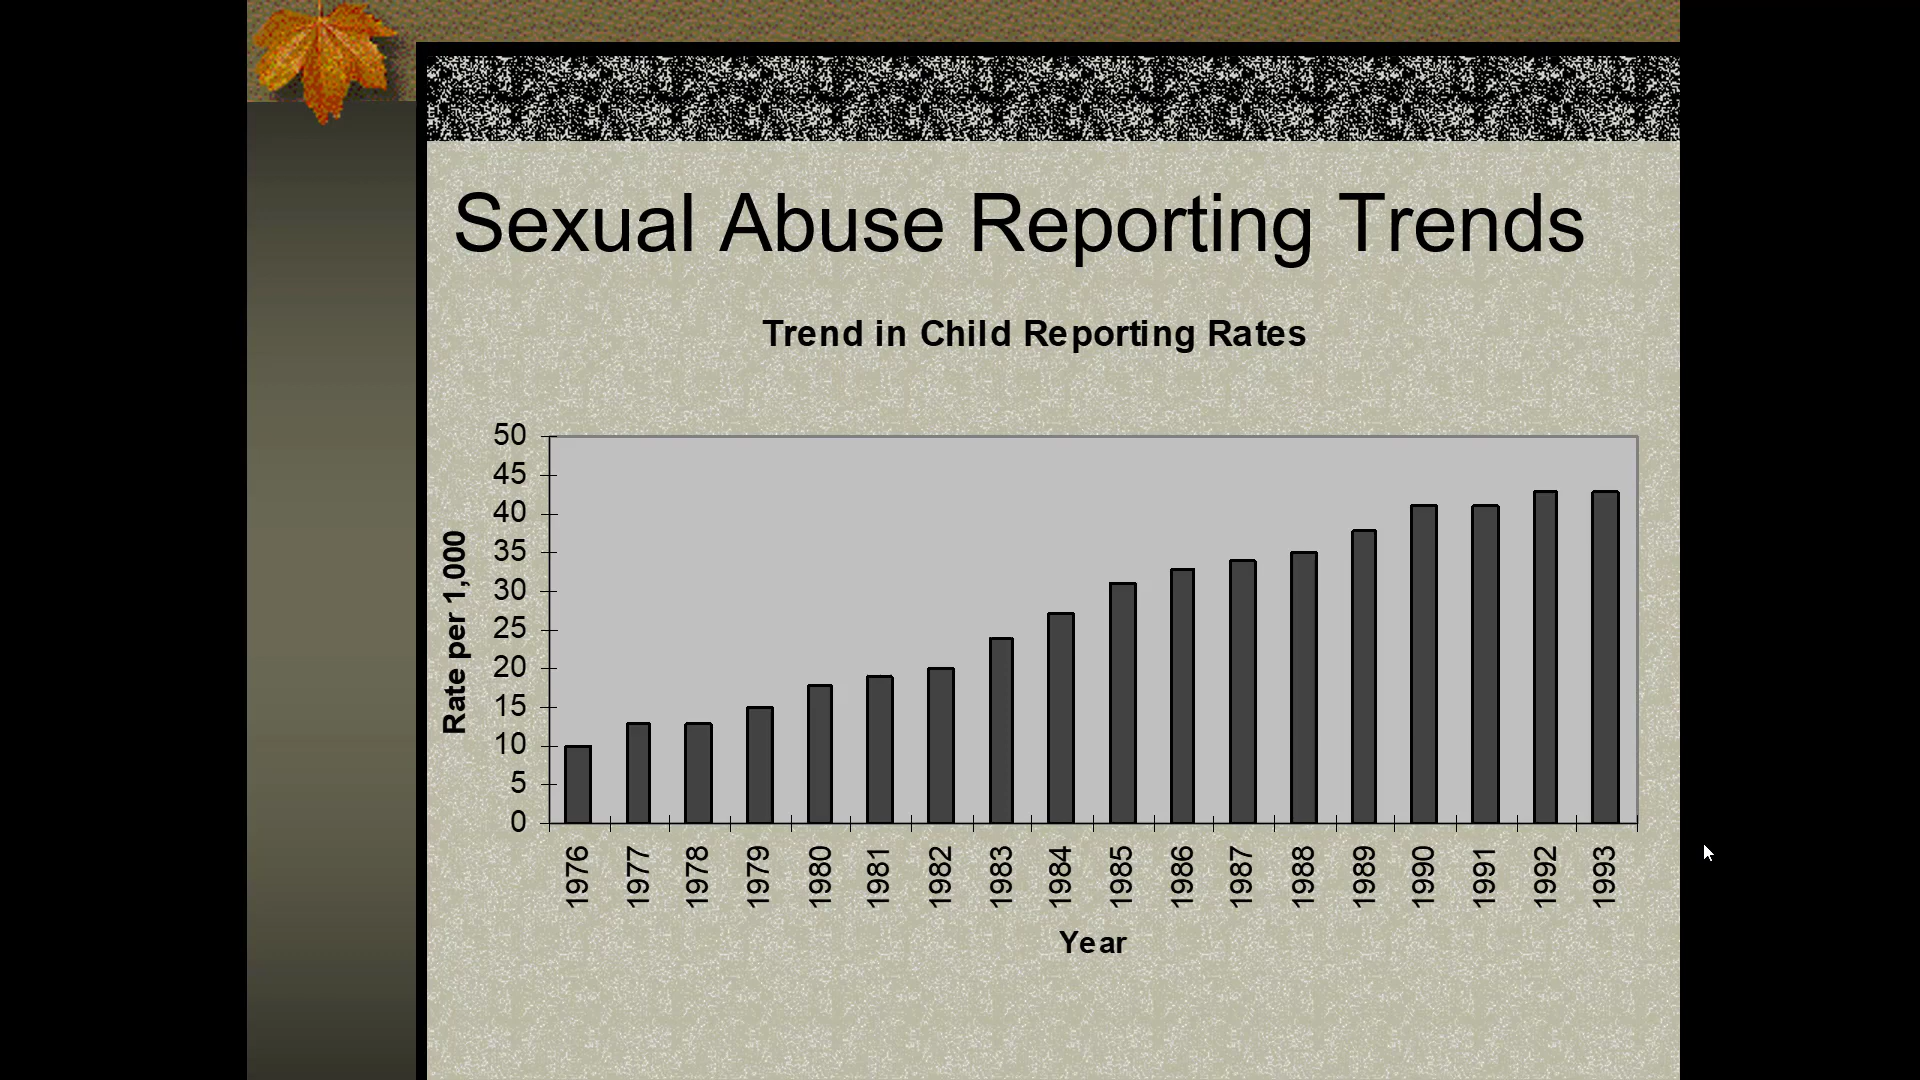 Sexual Abuse Reporting Trends
Trend in Child Reporting Rates
50
45
40
35
30
25
20
15
10
5
0
Rate per 1,000
1976 1977 1978 1979 1980 1981 1982 1983 1984 1985 1986 1987 1988 1989 1990 1991 1992 1993
Year